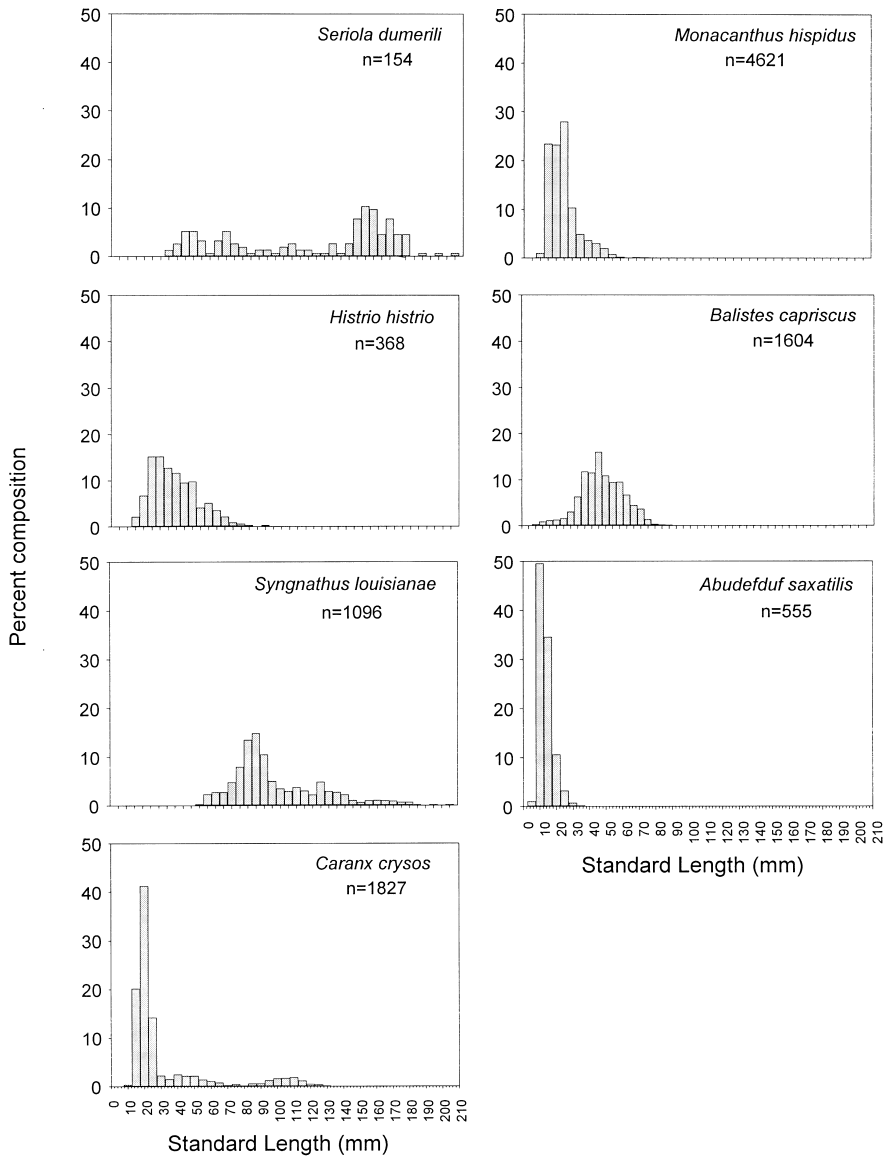 Percent composition
50
40
30
20
10
0
Seriola dumerili
n=154
50
40
30
20
10
0
Monacanthus hispidus
n=4621
50
40
30
20
10
0
Histrio histrio
n=368
50
40
30
20
10
0
Balistes capriscus
n=1604
50
40
30
20
10
0
Syngnathus louisianae
n=1096
50
40
30
20
10
0
Abudefduf saxatilis
n=555
0 10 20 30 40 50 60 70 80 90 100 110 120 130 140 150 160 170 180 190 200 210
Standard Length (mm)
50
40
30
20
10
0
Caranx crysos
n=1827
0 10 20 30 40 50 60 70 80 90 100 110 120 130 140 150 160 170 180 190 200 210
Standard Length (mm)